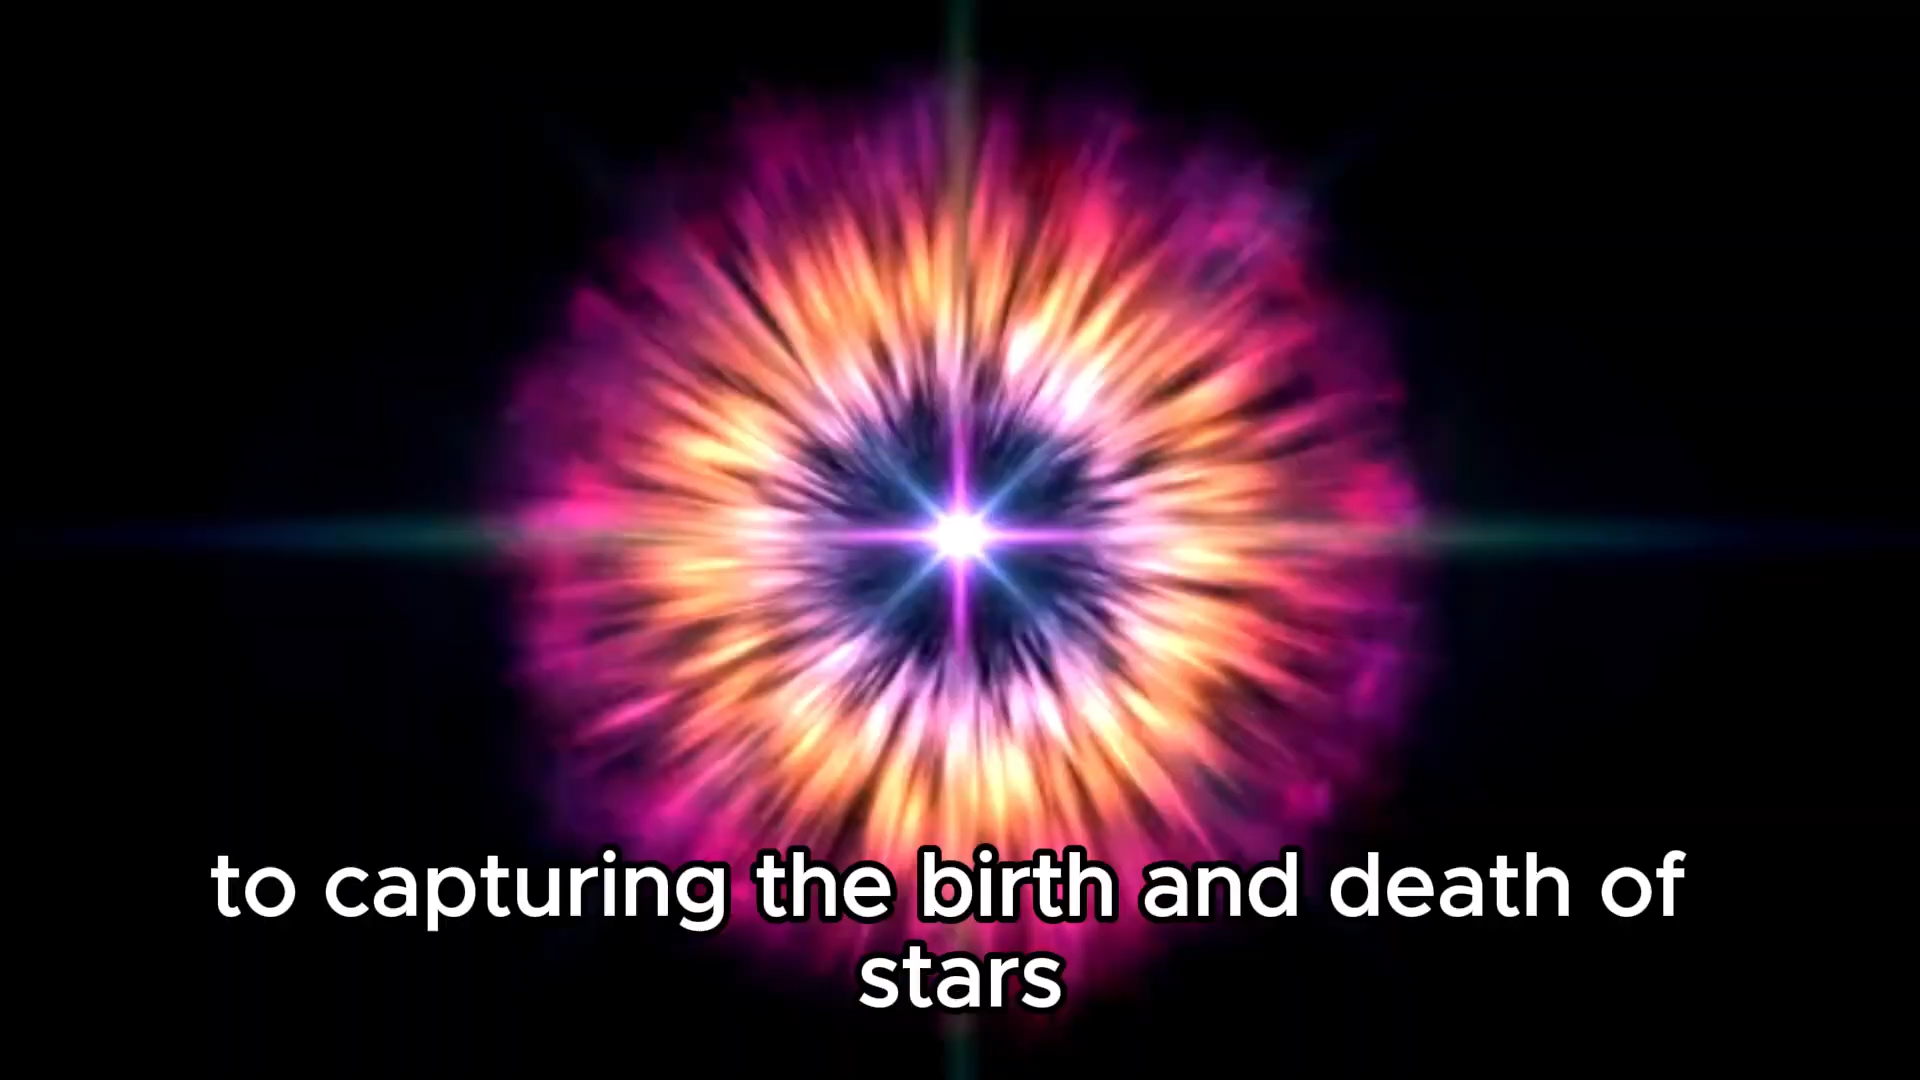 to capturing the birth and death of
stars